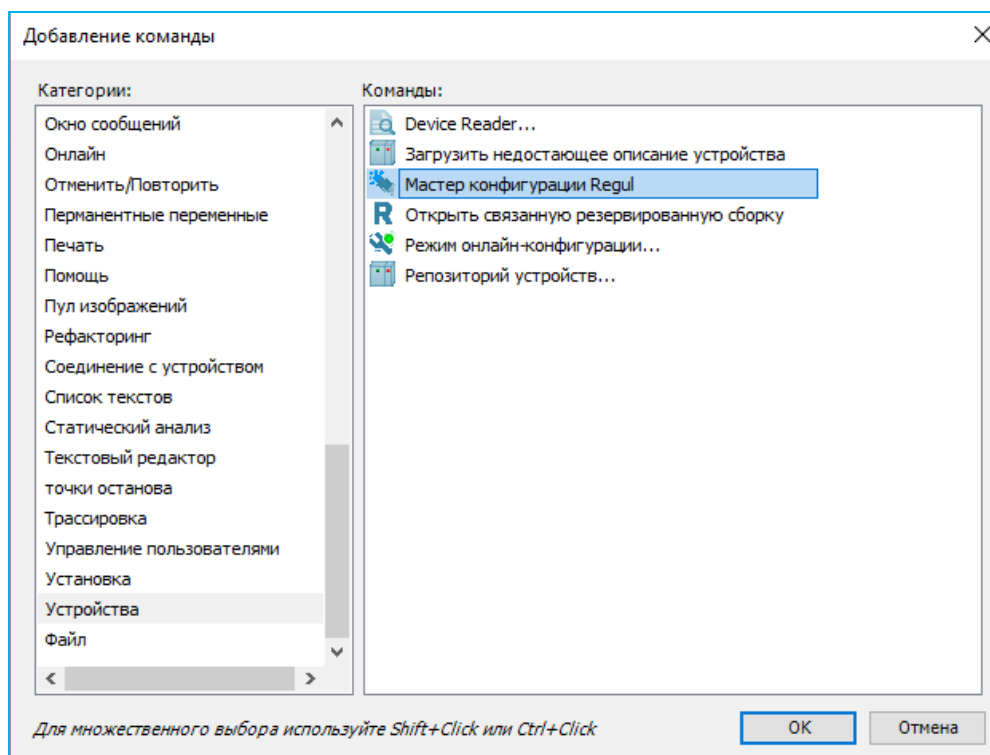 Добавление команды
Категории:
Окно сообщений
Онлайн
Отменить/Повторить
Перманентные переменные
Печать
Помощь
Пул изображений
Рефакторинг
Соединение с устройством
Список текстов
Статический анализ
Текстовый редактор
точки останова
Трассировка
Управление пользователями
Установка
Устройства
Файл
Команды:
Device Reader...
Загрузить недостающее описание устройства
Мастер конфигурации Regul
Открыть связанную резервированную сборку
Режим онлайн-конфигурации...
Репозиторий устройств...
Для множественного выбора используйте Shift+Click или Ctrl+Click
OK
Отмена